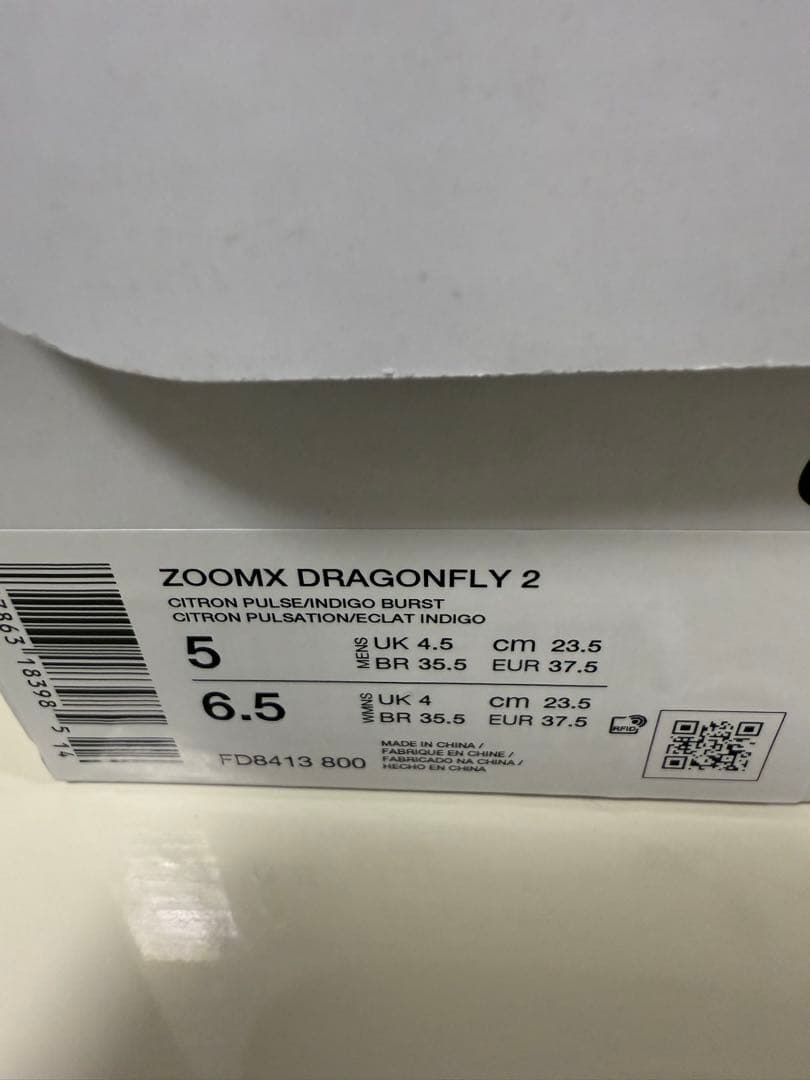 ZOOMX DRAGONFLY 2
CITRON PULSE/INDIGO BURST
CITRON PULSATION/ECLAT INDIGO
5 MENS UK 4.5 cm 23.5
BR 35.5 EUR 37.5
6.5 WMNS UK 4 cm 23.5
BR 35.5 EUR 37.5
RFID
FD8413 800
MADE IN CHINA /
FABRIQUE EN CHINE /
FABRICADO NA CHINA /
HECHO EN CHINA
7863 18398 5 14